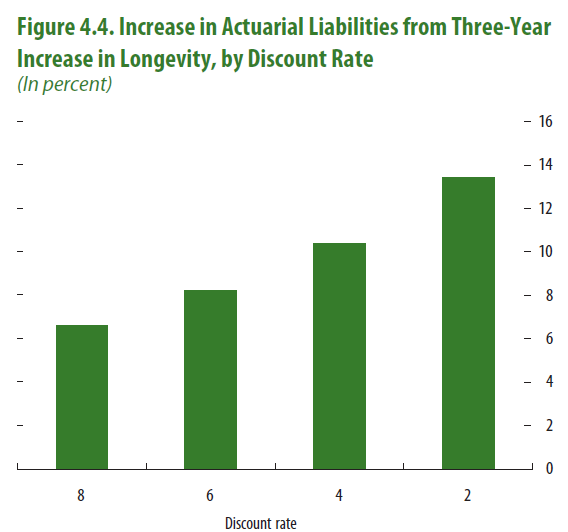 Figure 4.4. Increase in Actuarial Liabilities from Three-Year
Increase in Longevity, by Discount Rate
(In percent)
16
14
12
10
8
6
4
2
0
8 6 4 2
Discount rate